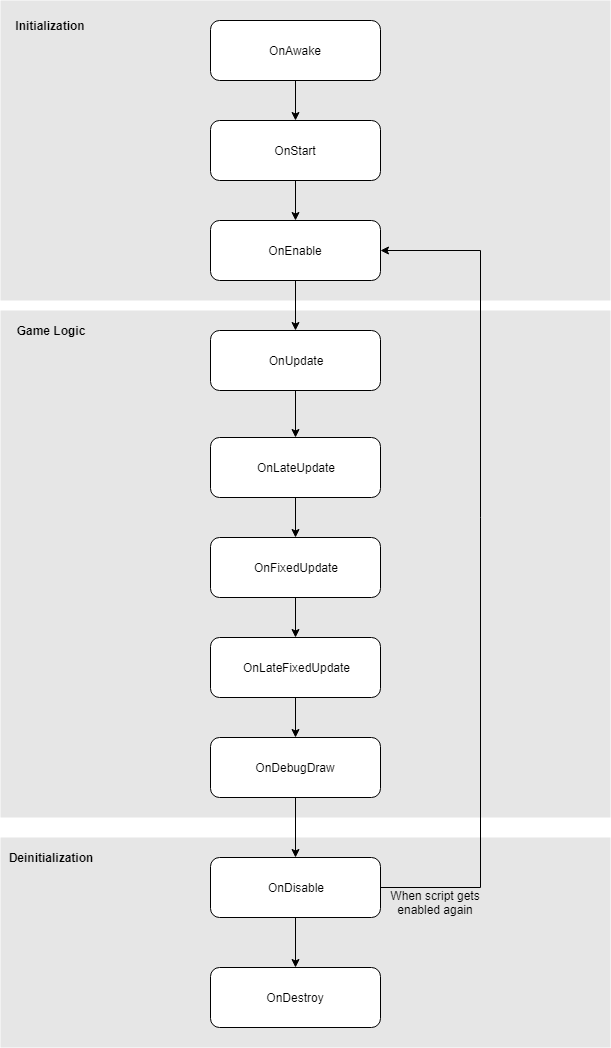 Initialization
OnAwake
OnStart
OnEnable
Game Logic
OnUpdate
OnLateUpdate
OnFixedUpdate
OnLateFixedUpdate
OnDebugDraw
Deinitialization
OnDisable
When script gets
enabled again
OnDestroy